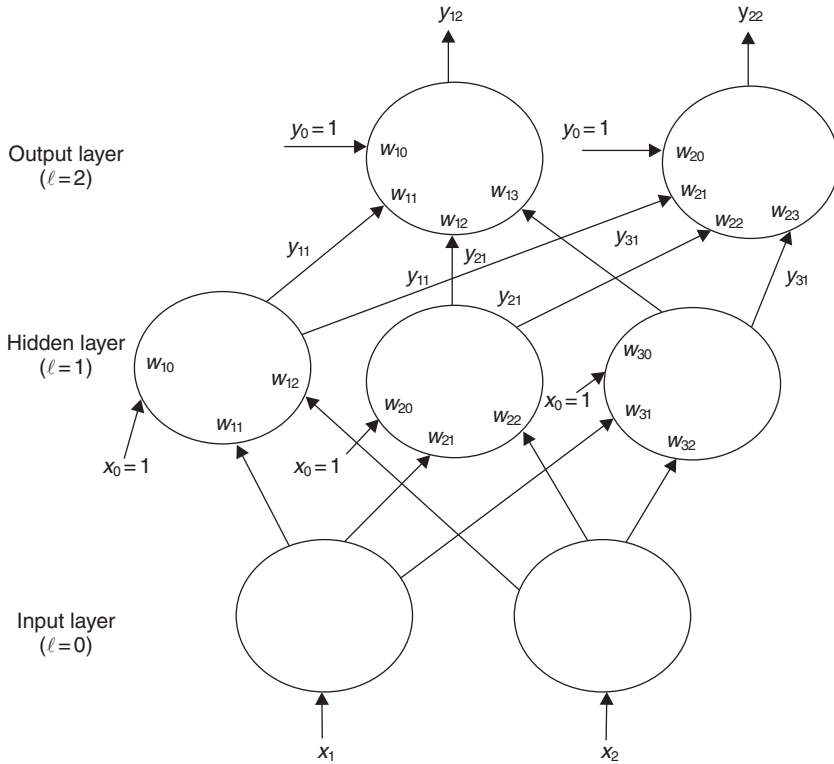 y₁₂ y₂₂
y₀ = 1 y₀ = 1
Output layer
(ℓ = 2)
w₁₀ w₂₀
w₁₁ w₁₂ w₁₃ w₂₁ w₂₂ w₂₃
y₁₁ y₂₁ y₃₁
y₁₁ y₂₁ y₃₁
Hidden layer
(ℓ = 1)
w₁₀ w₁₂ w₃₀
w₁₁ w₂₀ w₂₁ w₂₂ w₃₁ w₃₂
x₀ = 1 x₀ = 1 x₀ = 1
Input layer
(ℓ = 0)
x₁ x₂